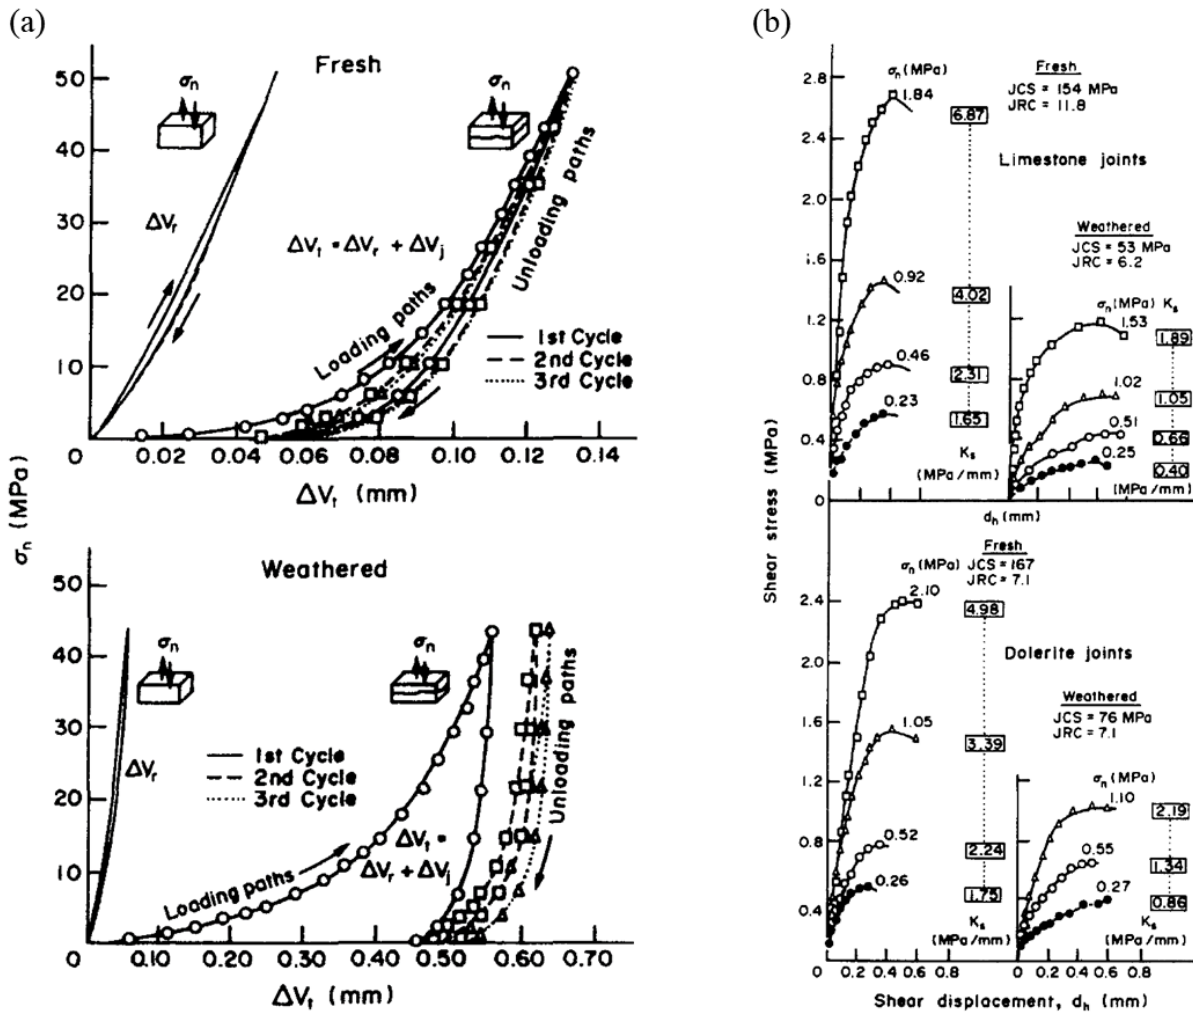 (a)
Fresh
50
40
30
20
10
0
σn
σn
ΔVr
ΔVt = ΔVr + ΔVj
Loading paths
Unloading paths
1st Cycle
2nd Cycle
3rd Cycle
0 0.02 0.04 0.06 0.08 0.10 0.12 0.14
ΔVt (mm)
σn (MPa)
Weathered
50
40
30
20
10
0
σn
σn
ΔVr
1st Cycle
2nd Cycle
3rd Cycle
Loading paths
ΔVt =
ΔVr + ΔVj
Unloading paths
0 0.10 0.20 0.30 0.40 0.50 0.60 0.70
ΔVt (mm)
(b)
Shear stress (MPa)
2.8
2.4
2.0
1.6
1.2
0.8
0.4
0
σn (MPa)
1.84
0.92
0.46
0.23
Fresh
JCS = 154 MPa
JRC = 11.8
6.87
4.02
2.31
1.65
Ks
(MPa/mm)
Limestone joints
Weathered
JCS = 53 MPa
JRC = 6.2
σn (MPa) Ks
1.53
1.02
0.51
0.25
1.89
1.05
0.66
0.40
(MPa/mm)
dh (mm)
2.4
2.0
1.6
1.2
0.8
0.4
σn (MPa)
Fresh
JCS = 167
JRC = 7.1
2.10
1.05
0.52
0.26
4.98
3.39
2.24
1.75
Ks
(MPa/mm)
Dolerite joints
Weathered
JCS = 76 MPa
JRC = 7.1
σn (MPa)
1.10
0.55
0.27
2.19
1.34
0.86
Ks
(MPa/mm)
0 0.2 0.4 0.6 0.8
0 0.2 0.4 0.6 0.8
Shear displacement, dh (mm)